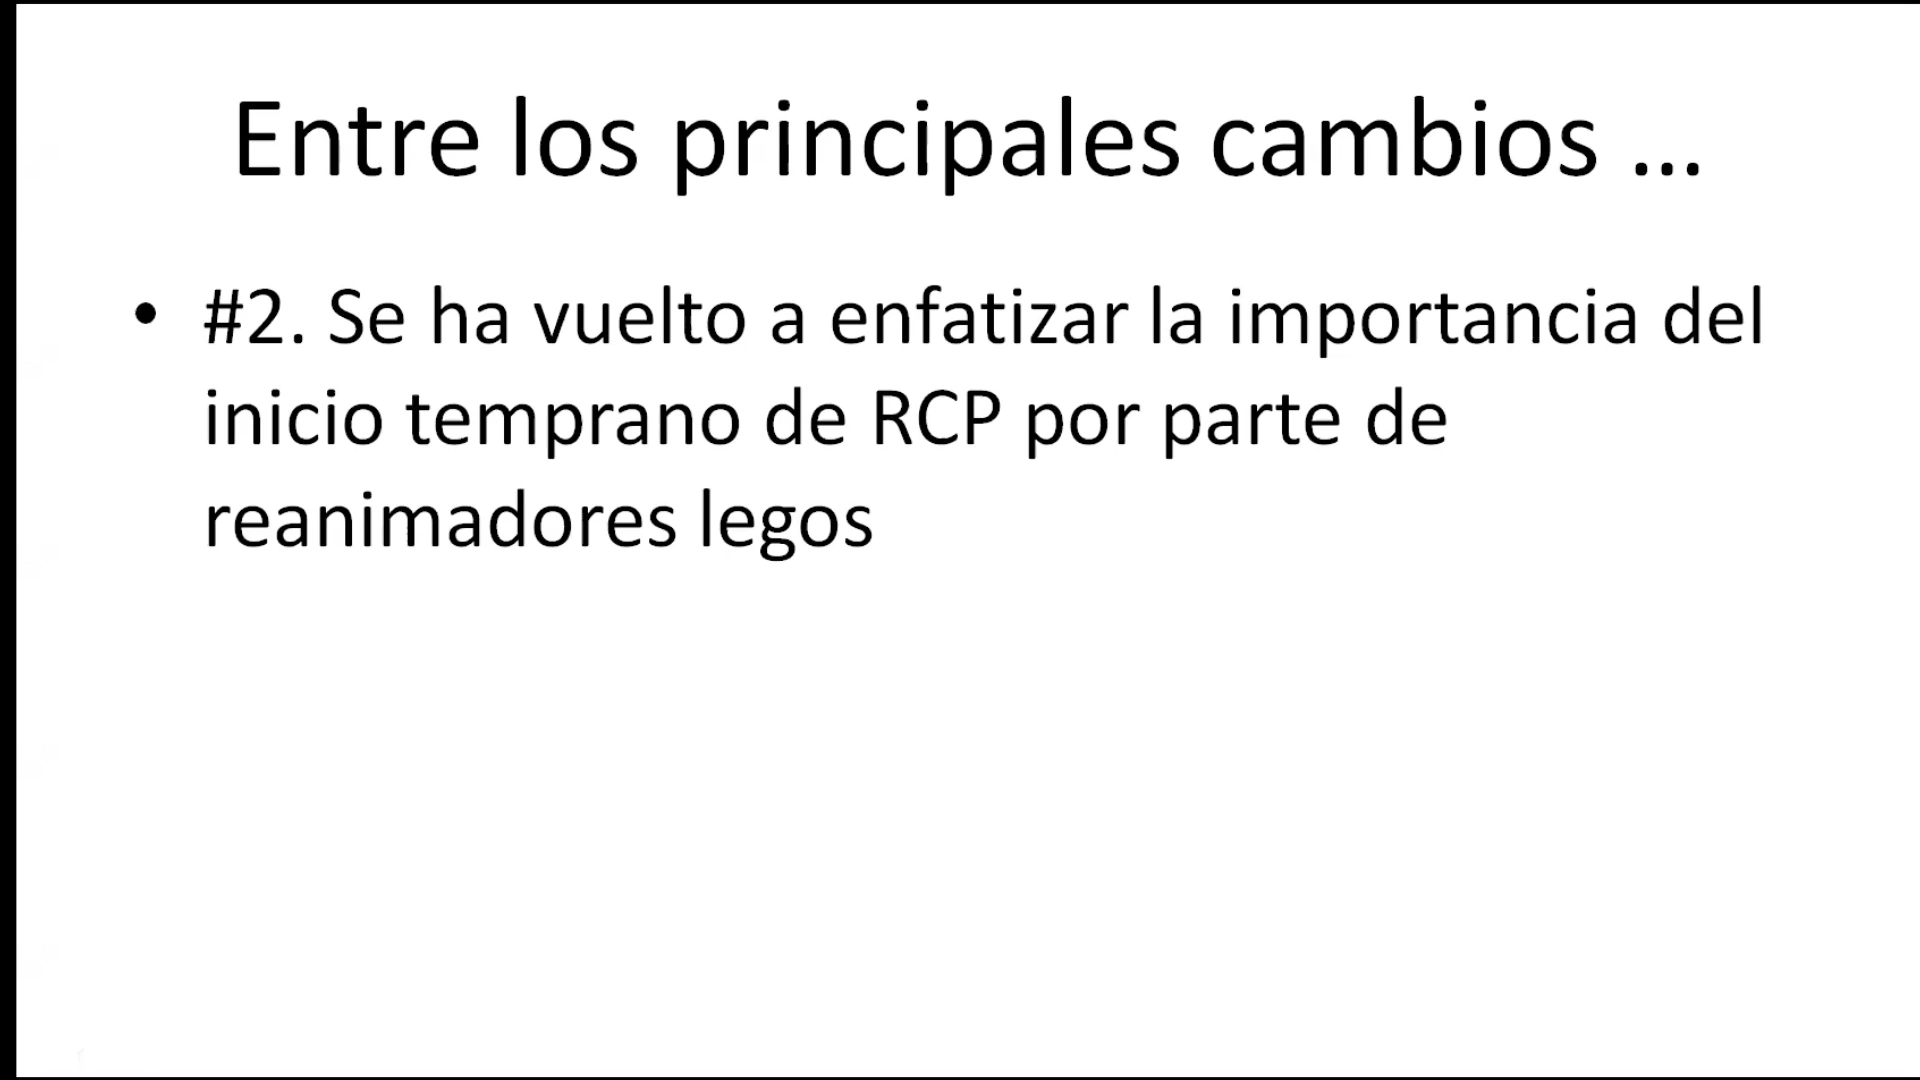 Entre los principales cambios ...
• #2. Se ha vuelto a enfatizar la importancia del
inicio temprano de RCP por parte de
reanimadores legos